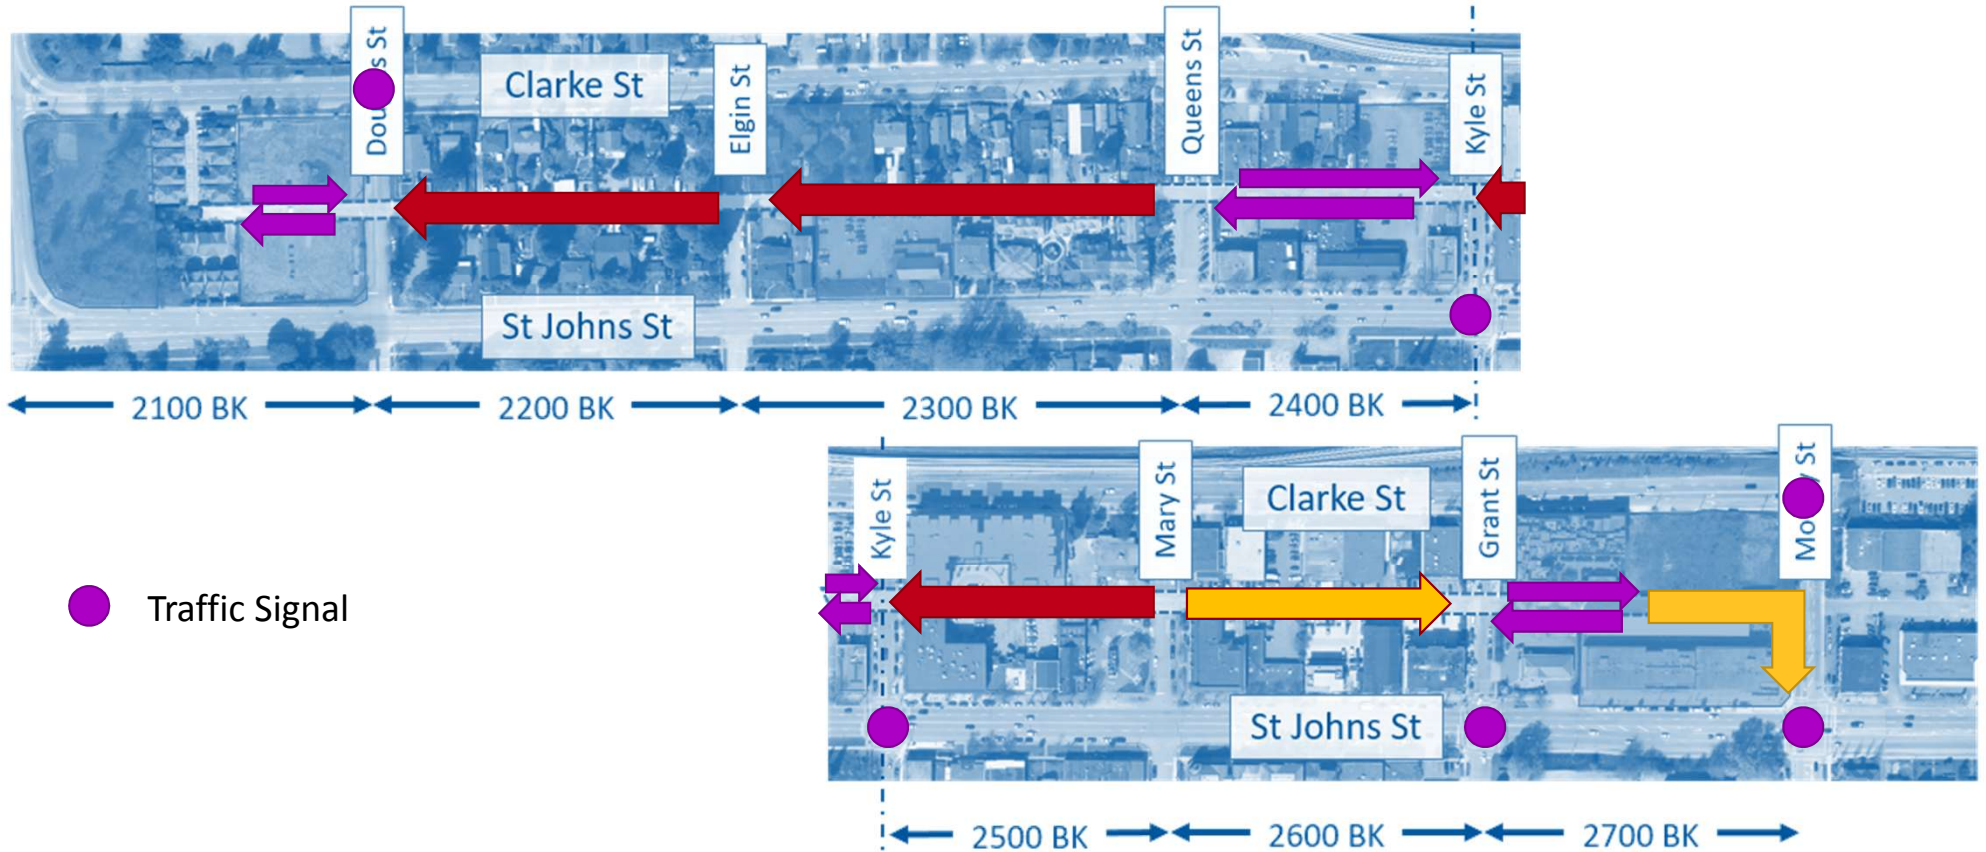 Clarke St
Elgin St
Queens St
Kyle St
St Johns St
2100 BK
2200 BK
2300 BK
2400 BK
Kyle St
Mary St
Clarke St
Grant St
St Johns St
Traffic Signal
2500 BK
2600 BK
2700 BK